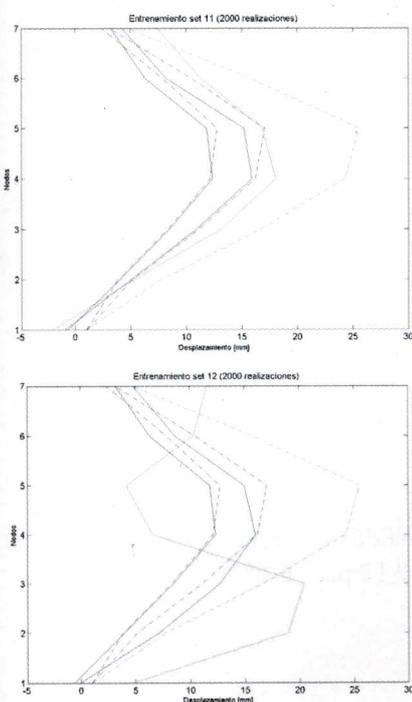 Entrenamiento set 11 (2000 realizaciones)
7
6
5
4
3
2
1
Nodos
-5 0 5 10 15 20 25 30
Desplazamiento [mm]
Entrenamiento set 12 (2000 realizaciones)
7
6
5
4
3
2
1
Nodos
-5 0 5 10 15 20 25 30
Desplazamiento [mm]